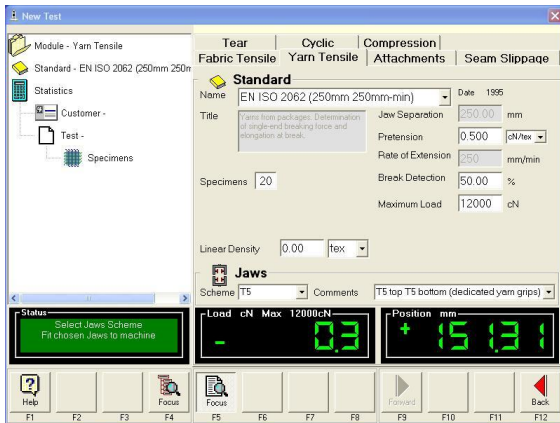 New Test
Module - Yarn Tensile
Standard - EN ISO 2062 (250mm 250m
Statistics
Customer -
Test -
Specimens
Tear Cyclic Compression
Fabric Tensile Yarn Tensile Attachments Seam Slippage
Standard
Name EN ISO 2062 (250mm 250mm-min) Date 1995
Title Yarns from packages. Determination
of single-end breaking force and
elongation at break.
Jaw Separation 250.00 mm
Pretension 0.500 cN/tex
Rate of Extension 250 mm/min
Specimens 20
Break Detection 50.00 %
Maximum Load 12000 cN
Linear Density 0.00 tex
Jaws
Scheme T5 Comments T5 top T5 bottom (dedicated yarn grips)
Status
Select Jaws Scheme
Fit chosen Jaws to machine
Load cN Max 12000cN
- 0.3
Position mm
+ 151.31
Help Focus Focus Forward Back
F1 F2 F3 F4 F5 F6 F7 F8 F9 F10 F11 F12